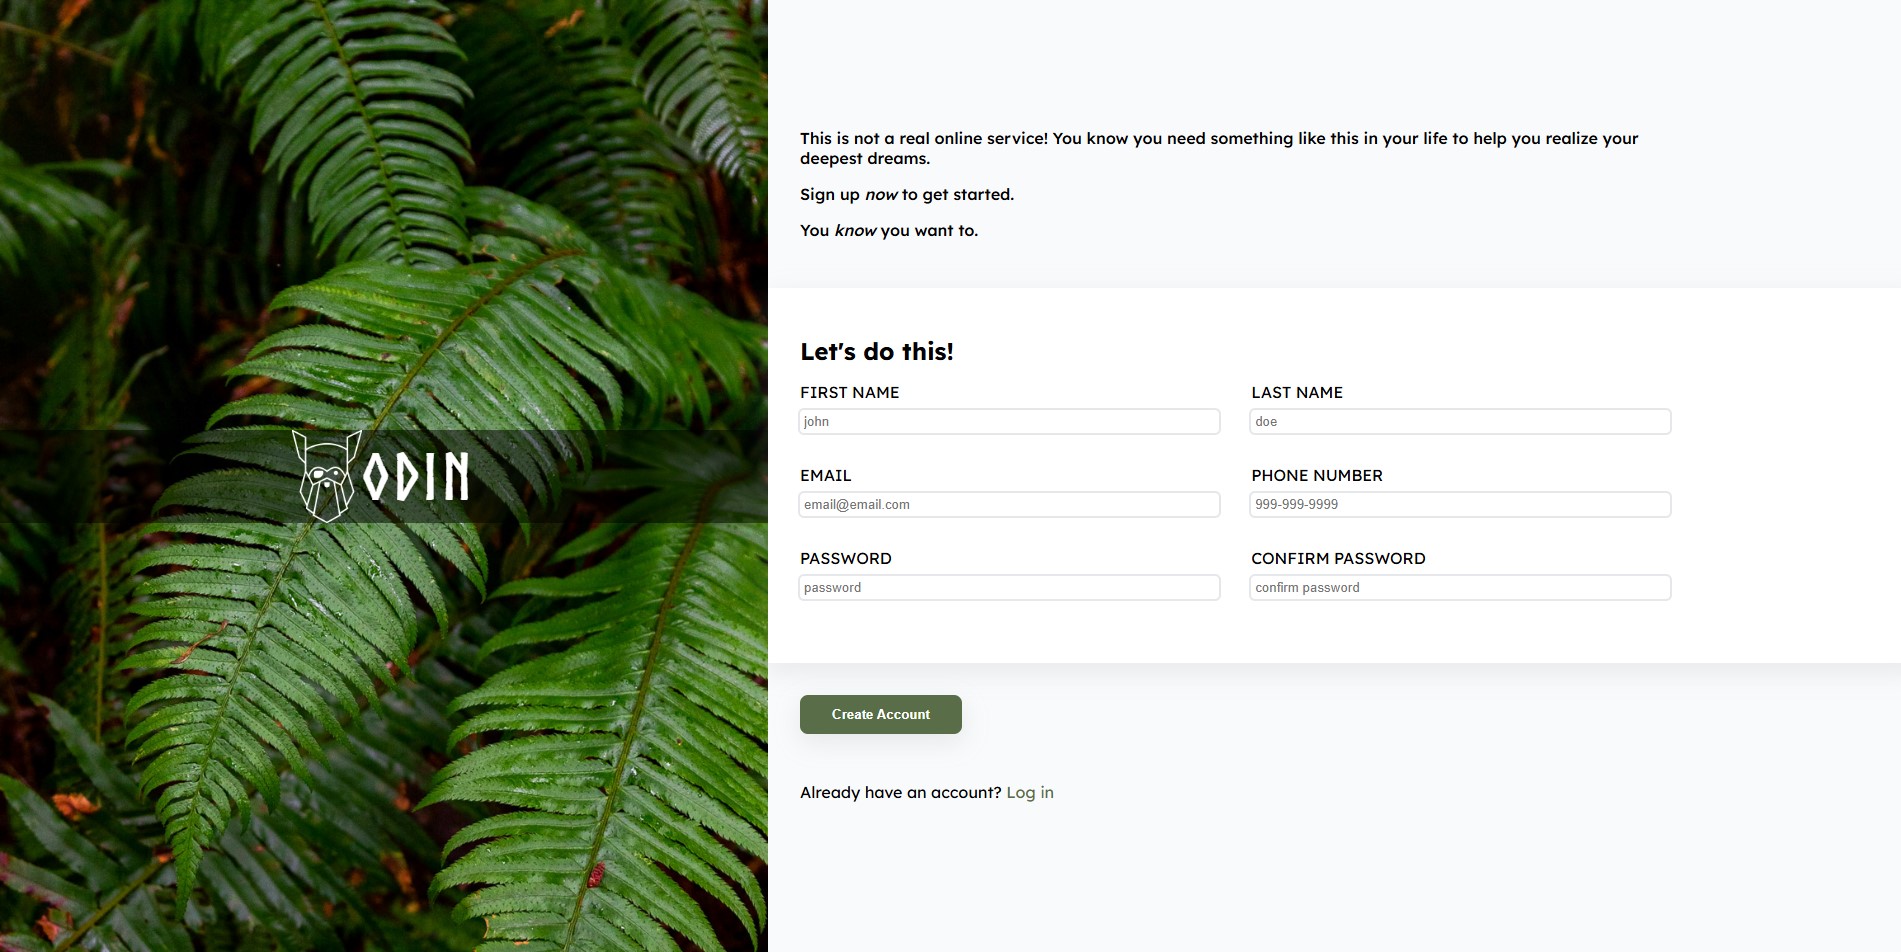 ODIN
This is not a real online service! You know you need something like this in your life to help you realize your
deepest dreams.
Sign up now to get started.
You know you want to.
Let's do this!
FIRST NAME
LAST NAME
john
doe
EMAIL
PHONE NUMBER
email@email.com
999-999-9999
PASSWORD
CONFIRM PASSWORD
password
confirm password
Create Account
Already have an account? Log in